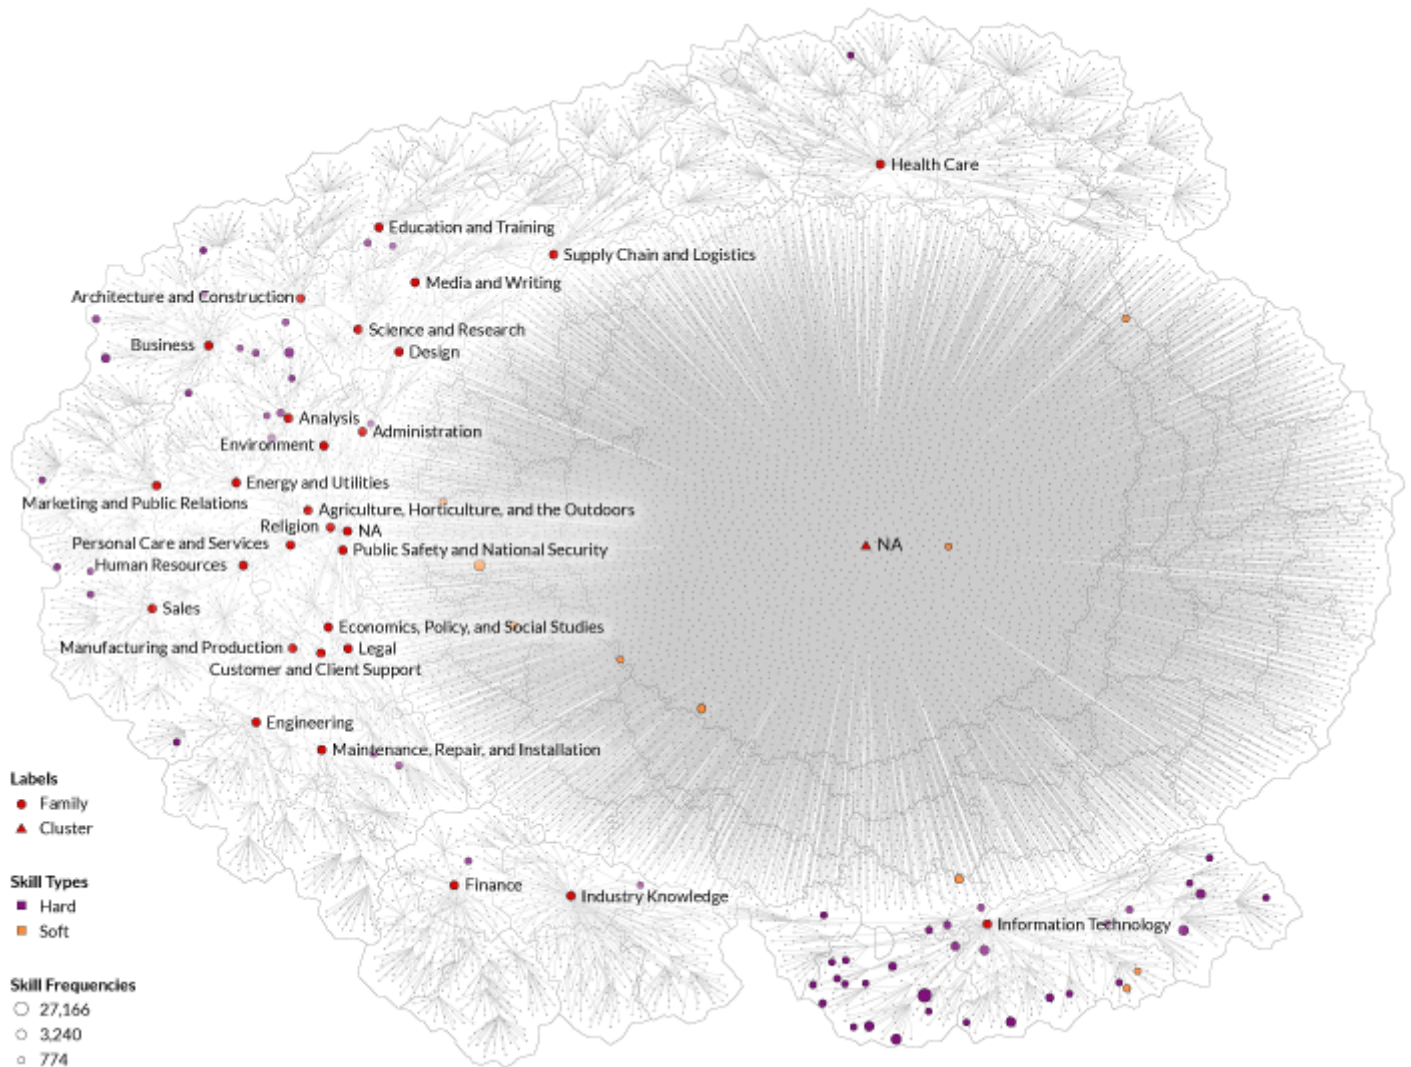 Health Care
Education and Training
Supply Chain and Logistics
Media and Writing
Architecture and Construction
Science and Research
Business
Design
Analysis
Administration
Environment
Energy and Utilities
Marketing and Public Relations
Agriculture, Horticulture, and the Outdoors
Religion
NA
Personal Care and Services
Public Safety and National Security
NA
Human Resources
Sales
Economics, Policy, and Social Studies
Manufacturing and Production
Legal
Customer and Client Support
Engineering
Maintenance, Repair, and Installation
Finance
Industry Knowledge
Information Technology
Labels
Family
Cluster
Skill Types
Hard
Soft
Skill Frequencies
27,166
3,240
774